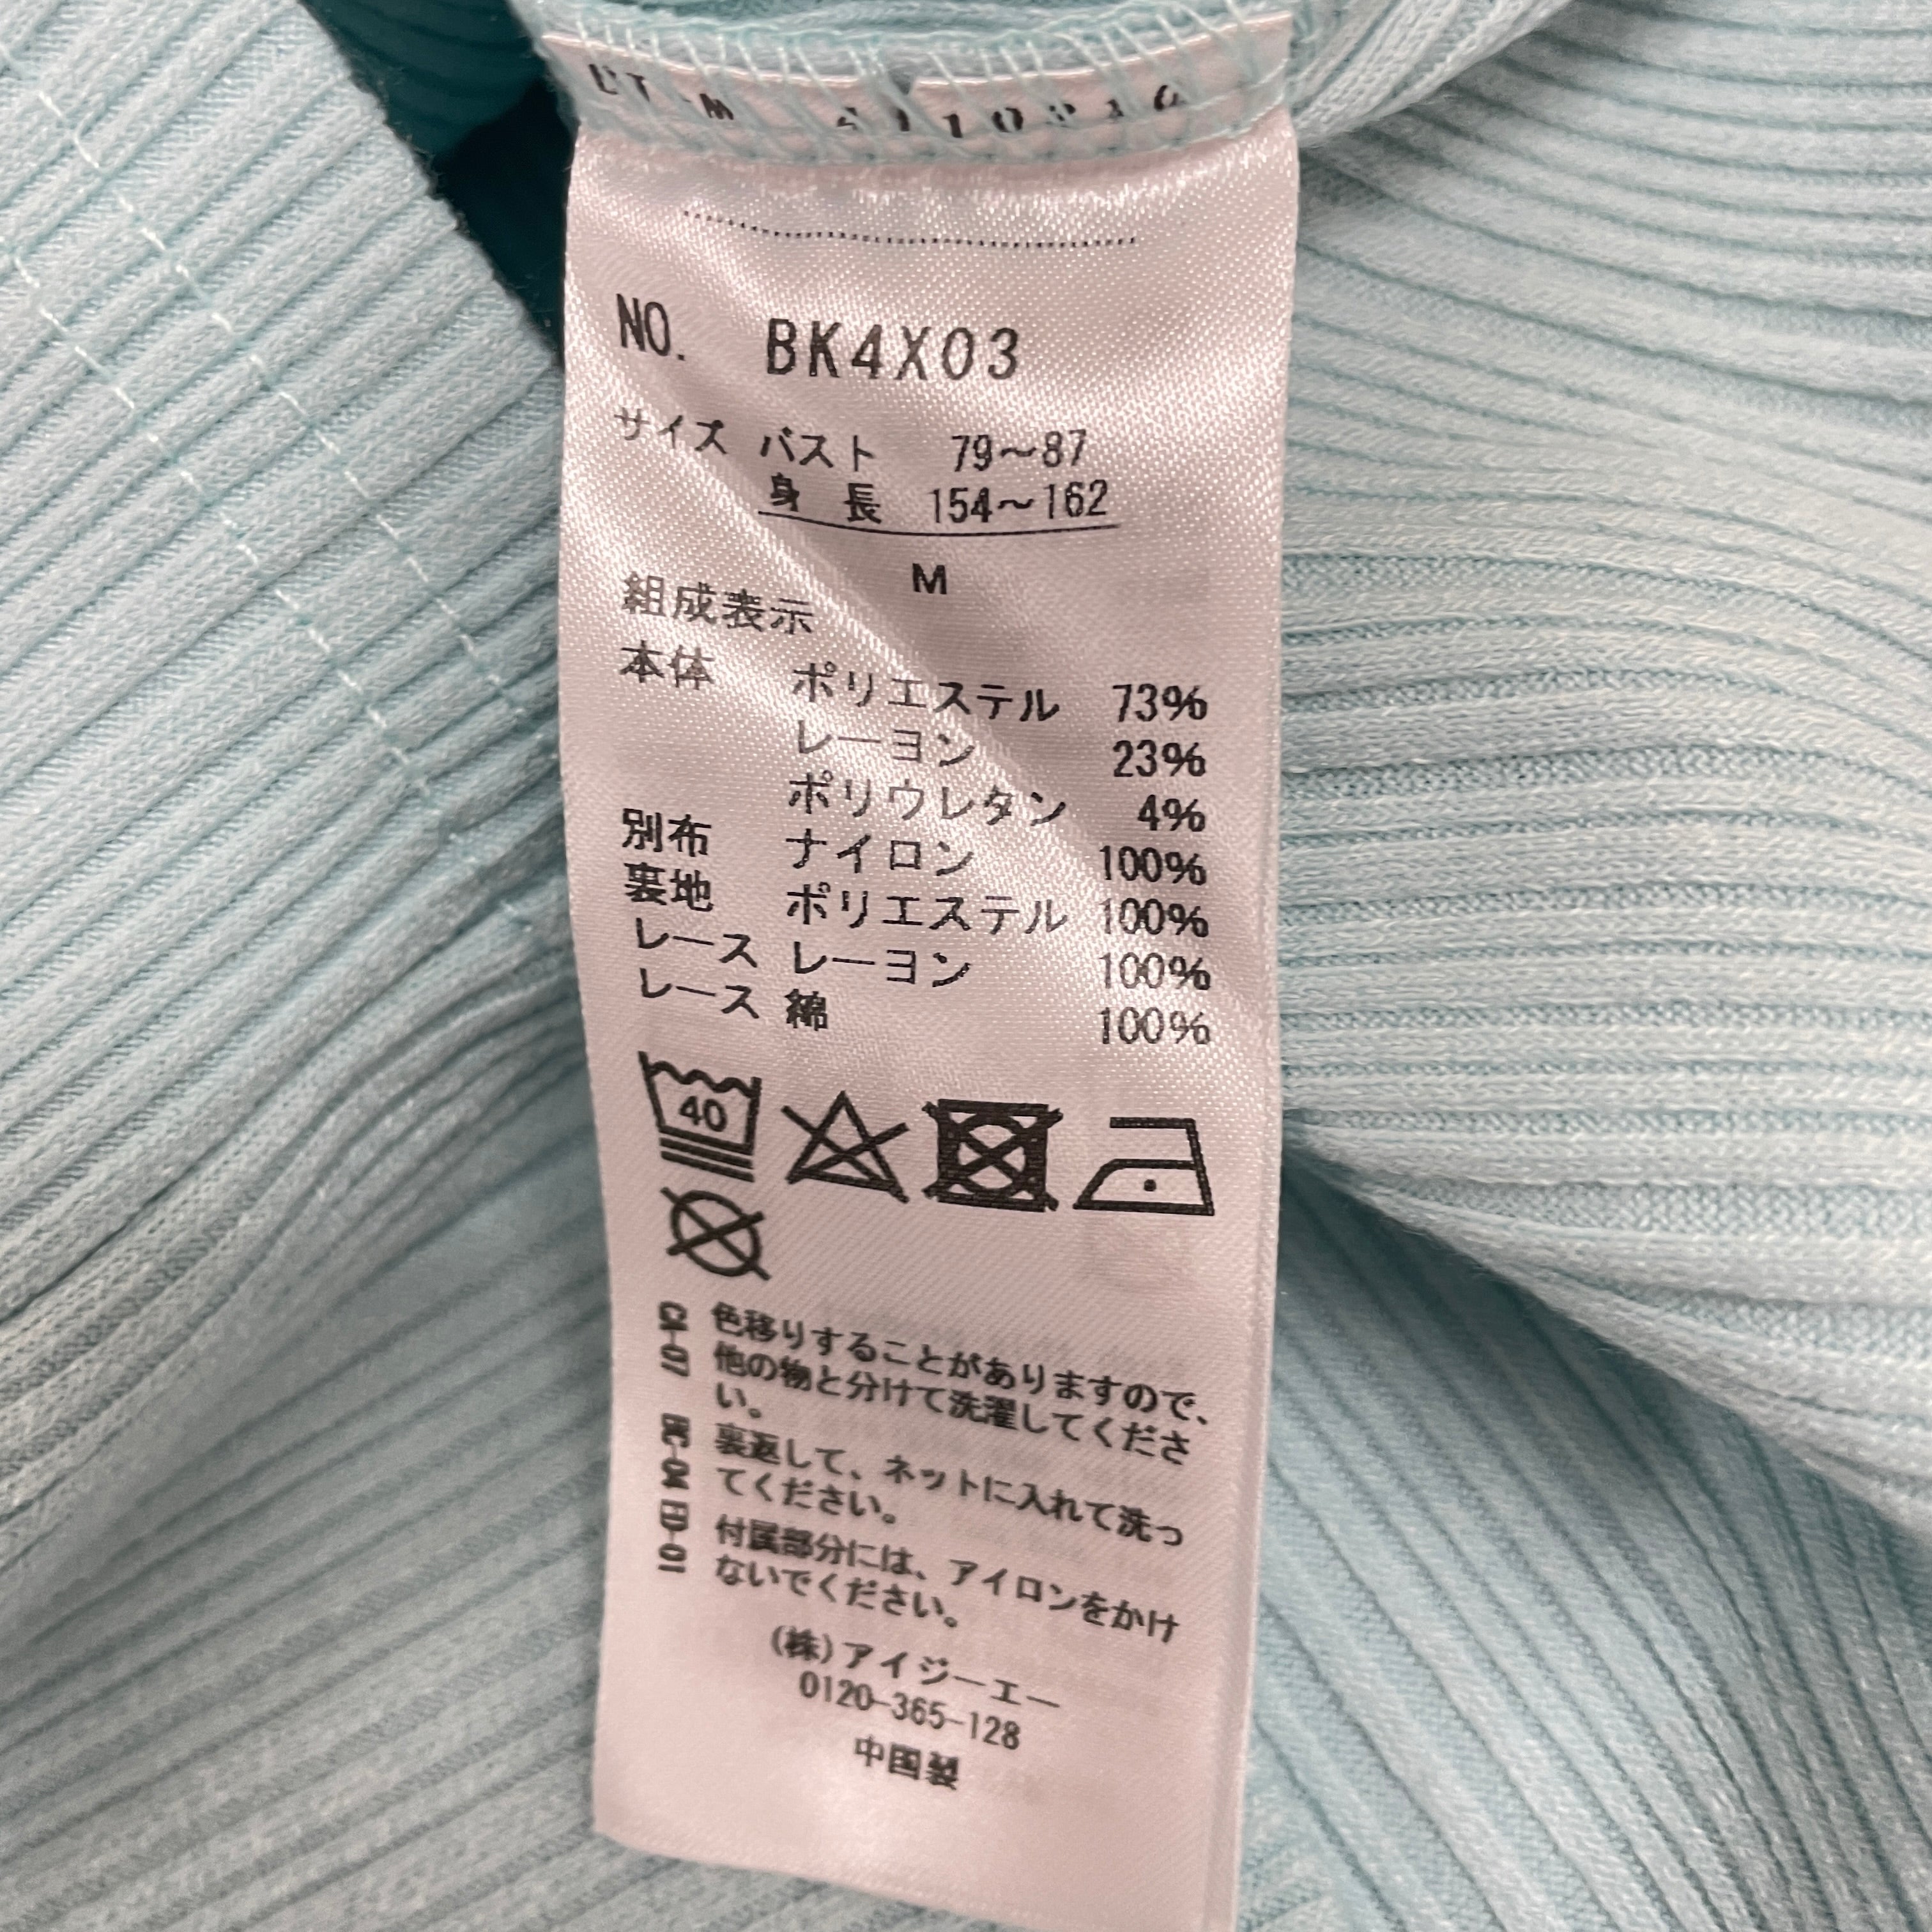 NO. BK4X03
サイズ バスト 79～87
身長 154～162
M
組成表示
本体 ポリエステル 73%
レーヨン 23%
ポリウレタン 4%
別布 ナイロン 100%
裏地 ポリエステル 100%
レース レーヨン 100%
レース 綿 100%
40
色移りすることがありますので、
他の物と分けて洗濯してくださ
い。
裏返して、ネットに入れて洗っ
てください。
付属部分には、アイロンをかけ
ないでください。
(株)アイジーエー
0120-365-128
中国製